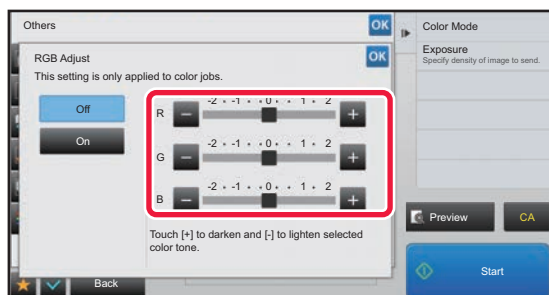 Others
OK
Color Mode
RGB Adjust
OK
Exposure
Specify density of image to send.
This setting is only applied to color jobs.
Off
On
-2 -1 0 1 2
R - +
-2 -1 0 1 2
G - +
-2 -1 0 1 2
B - +
Touch [+] to darken and [-] to lighten selected
color tone.
Preview
CA
Back
Start